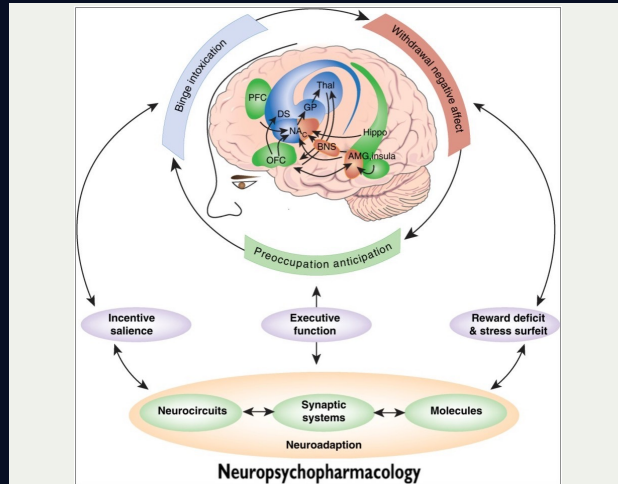 Binge intoxication
Withdrawal negative affect
Thal
PFC
GP
DS
NAC
Hippo
BNS
OFC
AMG,insula
Preoccupation anticipation
Incentive
salience
Executive
function
Reward deficit
& stress surfeit
Neurocircuits
Synaptic
systems
Molecules
Neuroadaption
Neuropsychopharmacology